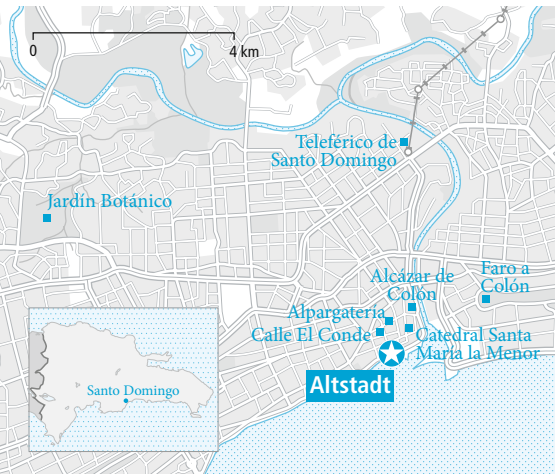 0
4 km
Teleférico de
Santo Domingo
Jardín Botánico
Alcázar de
Colón
Faro a
Colón
Alpargatería
Calle El Conde
Catedral Santa
María la Menor
Altstadt
Santo Domingo